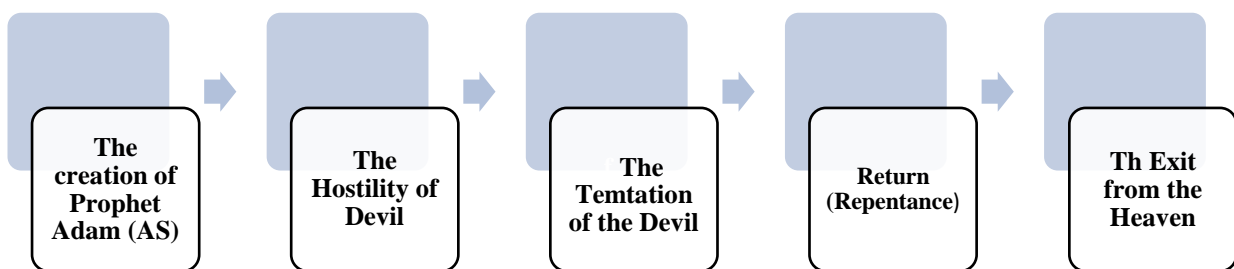 The
creation of
Prophet
Adam (AS)
The
Hostility of
Devil
The
Temtation
of the Devil
Return
(Repentance)
Th Exit
from the
Heaven